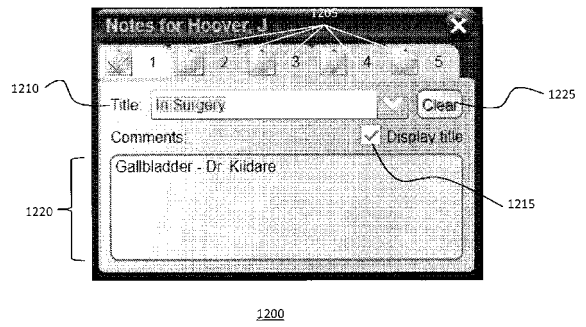 1205
Notes for Hoover, J
1 2 3 4 5
1210 Title: In Surgery Clear 1225
Comments: Display title
Gallbladder - Dr. Kildare
1220
1215
1200